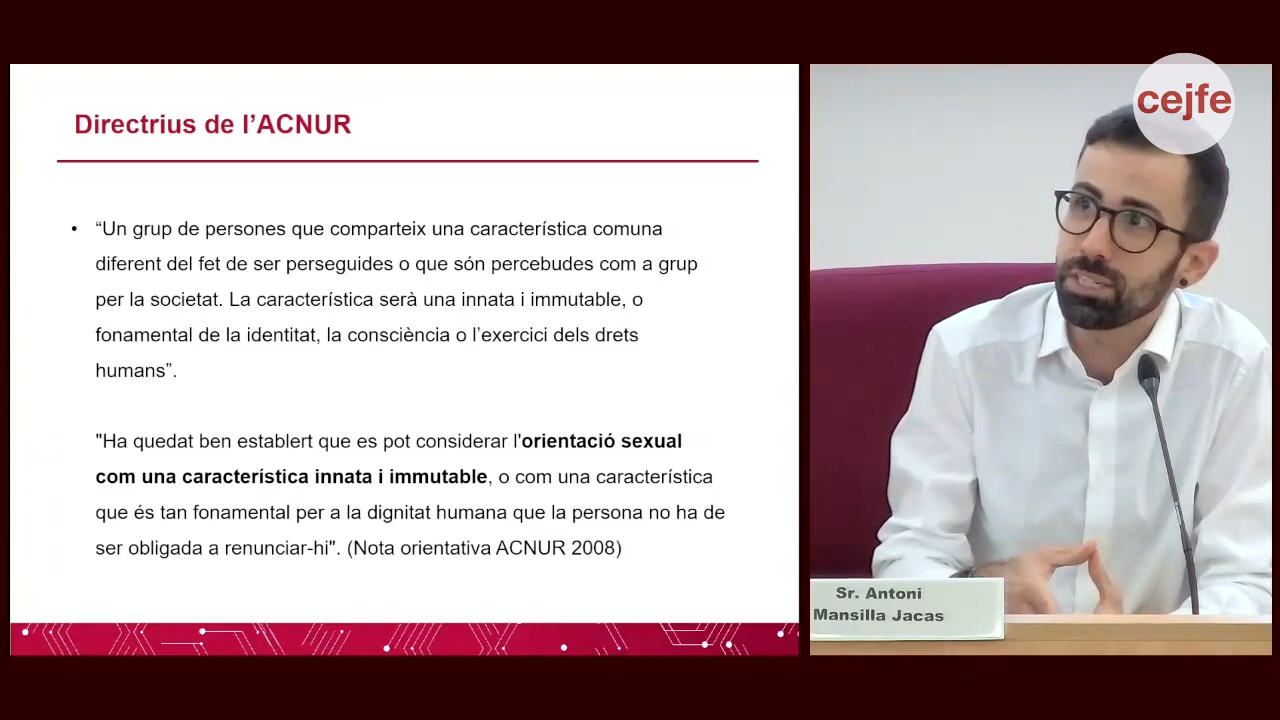 cejfe
Directrius de l’ACNUR
• “Un grup de persones que comparteix una característica comuna
diferent del fet de ser perseguides o que són percebudes com a grup
per la societat. La característica serà una innata i immutable, o
fonamental de la identitat, la consciència o l’exercici dels drets
humans”.
"Ha quedat ben establert que es pot considerar l'orientació sexual
com una característica innata i immutable, o com una característica
que és tan fonamental per a la dignitat humana que la persona no ha de
ser obligada a renunciar-hi". (Nota orientativa ACNUR 2008)
Sr. Antoni
Mansilla Jacas